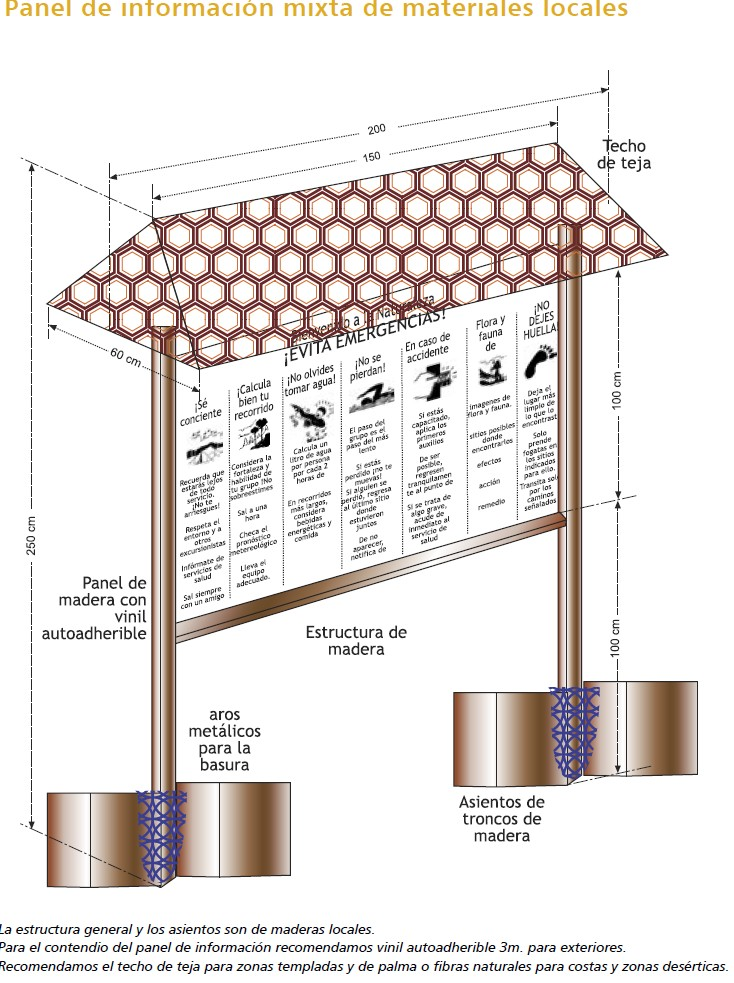 Panel de información mixta de materiales locales
200
150
Techo
de teja
60 cm
250 cm
100 cm
100 cm
Bienvenido a la Naturaleza
¡EVITA EMERGENCIAS!
¡Sé
conciente
Recuerda que
estarás lejos
de todo
servicio.
¡No te
arriesgues!
Respeta el
entorno y a
otros
excursionistas
Infórmate de
servicios de
salud
Sal siempre
con un amigo
¡Calcula
bien tu
recorrido
Considera la
fortaleza y
habilidad de
tu grupo ¡No
sobreestimes
Sal a una
hora
Checa el
pronóstico
metereológico
Lleva el
equipo
adecuado.
¡No olvides
tomar agua!
Calcula un
litro de agua
por persona
por cada 2
horas de
En recorridos
más largos,
considera
bebidas
energéticas y
comida
¡No se
pierdan!
El paso del
grupo es el
paso del más
lento
Si estás
perdido ¡no te
muevas!
Si alguien se
perdió, regresa
al último sitio
donde
estuvieron
juntos
De no
aparecer,
notifica de
En caso de
accidente
Si estás
capacitado,
aplica los
primeros
auxilios
De ser
posible,
regresen
tranquilamen
te al punto de
Si se trata de
algo grave,
acude de
inmediato al
servicio de
salud
Flora y
fauna
de
Imagenes de
flora y fauna.
sitios posibles
donde
encontrarlos
efectos
acción
remedio
¡NO
DEJES
HUELLA!
Deja el
lugar más
limpio de
lo que lo
encontrast
Solo
prende
fogatas en
los sitios
indicados
para ello.
Transita solo
por los
caminos
señalados
Panel de
madera con
vinil
autoadherible
Estructura de
madera
aros
metálicos
para la
basura
Asientos de
troncos de
madera
La estructura general y los asientos son de maderas locales.
Para el contendio del panel de información recomendamos vinil autoadherible 3m. para exteriores.
Recomendamos el techo de teja para zonas templadas y de palma o fibras naturales para costas y zonas desérticas.